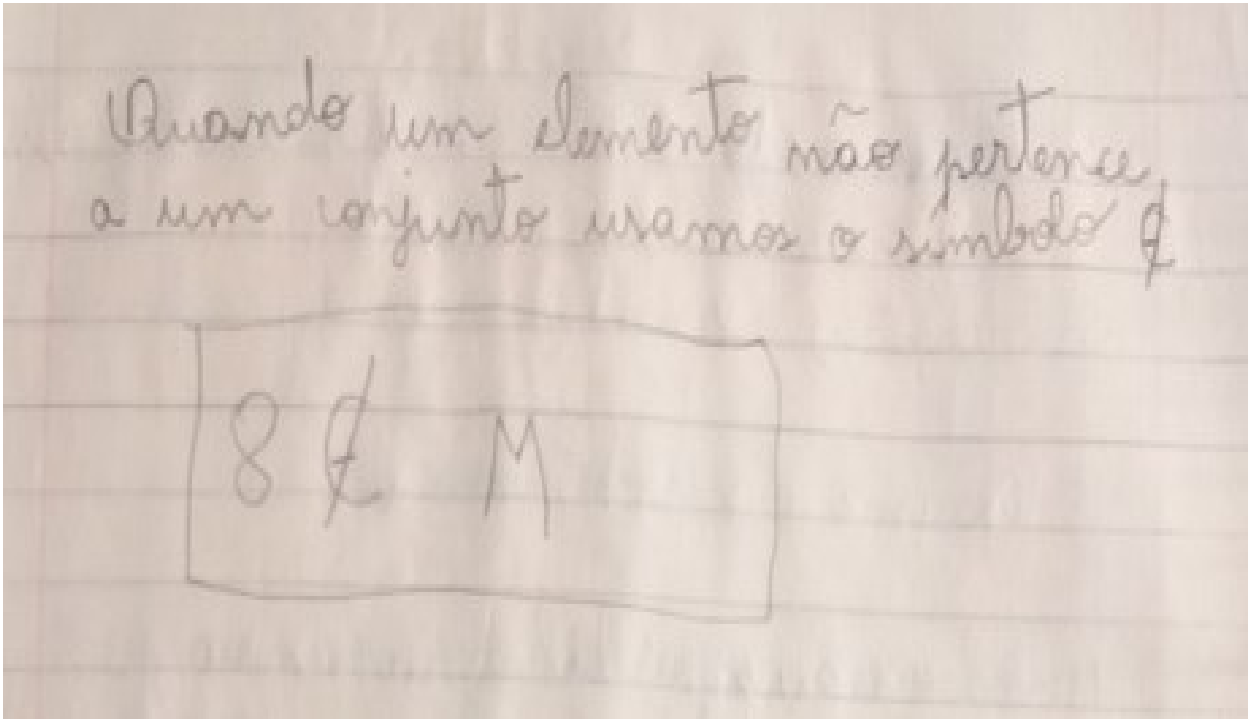 Quando um elemento não pertence
a um conjunto usamos o símbolo ∉
8 ∉ M